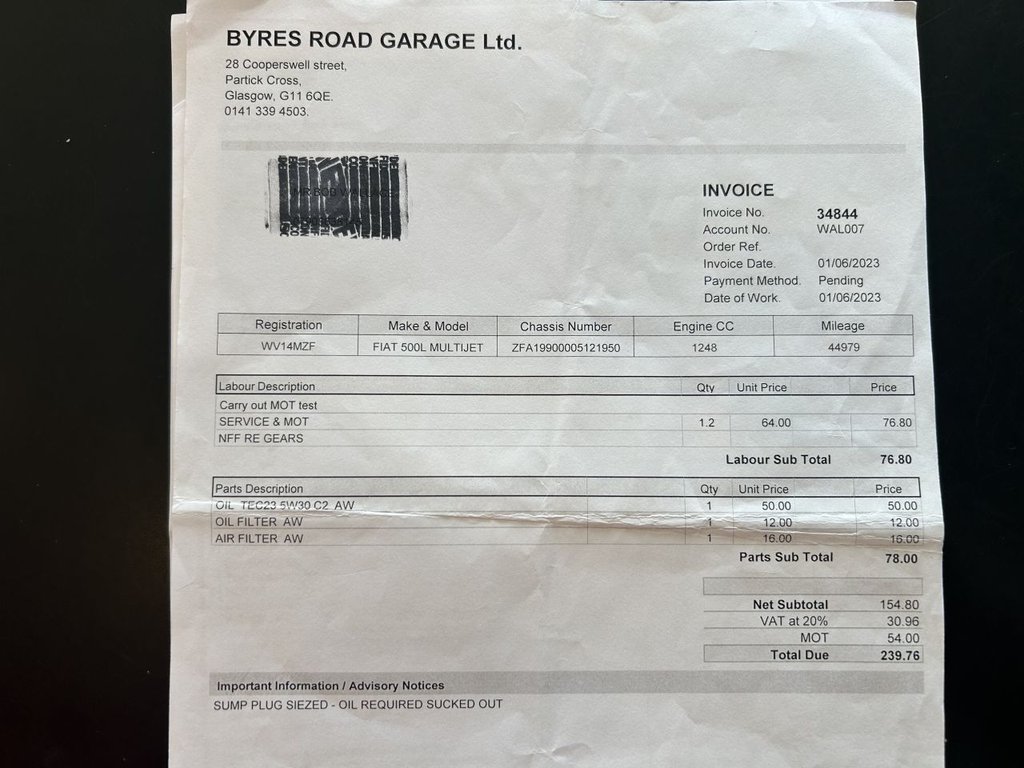 BYRES ROAD GARAGE Ltd.
28 Cooperswell street,
Partick Cross,
Glasgow, G11 6QE.
0141 339 4503.
INVOICE
Invoice No. 34844
Account No. WAL007
Order Ref.
Invoice Date. 01/06/2023
Payment Method. Pending
Date of Work. 01/06/2023
Registration Make & Model Chassis Number Engine CC Mileage
WV14MZF FIAT 500L MULTIJET ZFA19900005121950 1248 44979
Labour Description Qty Unit Price Price
Carry out MOT test
SERVICE & MOT 1.2 64.00 76.80
NFF RE GEARS
Labour Sub Total 76.80
Parts Description Qty Unit Price Price
OIL TEC23 5W30 C2 AW 1 50.00 50.00
OIL FILTER AW 1 12.00 12.00
AIR FILTER AW 1 16.00 16.00
Parts Sub Total 78.00
Net Subtotal 154.80
VAT at 20% 30.96
MOT 54.00
Total Due 239.76
Important Information / Advisory Notices
SUMP PLUG SIEZED - OIL REQUIRED SUCKED OUT